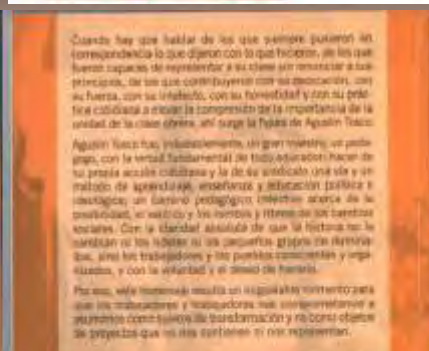 Cuando hay que hablar de los que siempre pusieron en
correspondencia lo que dijeron con lo que hicieron, de los que
fueron capaces de representar a su clase sin renunciar a sus
principios, de los que contribuyeron con su dedicación, con
su fuerza, con su intelecto, con su honestidad y con su prác-
tica cotidiana a elevar la comprensión de la importancia de la
unidad de la clase obrera, ahí surge la figura de Agustín Tosco.
Agustín Tosco fue, indudablemente, un gran maestro, un peda-
gogo, con la virtud fundamental de todo educador: hacer de
su propia acción cotidiana y la de su sindicato una vía y un
método de aprendizaje, enseñanza y educación política e
ideológica; un camino pedagógico colectivo acerca de la
posibilidad, el sentido y los tiempos y ritmos de los cambios
sociales. Con la claridad absoluta de que la historia no la
cambian ni los líderes ni los pequeños grupos de ilumina-
dos, sino los trabajadores y los pueblos conscientes y orga-
nizados, y con la voluntad y el deseo de hacerlo.
Por eso, este homenaje resulta un inigualable momento para
que los trabajadores y trabajadoras nos comprometamos a
asumirnos como sujetos de transformación y no como objetos
de proyectos que no nos contienen ni nos representan.